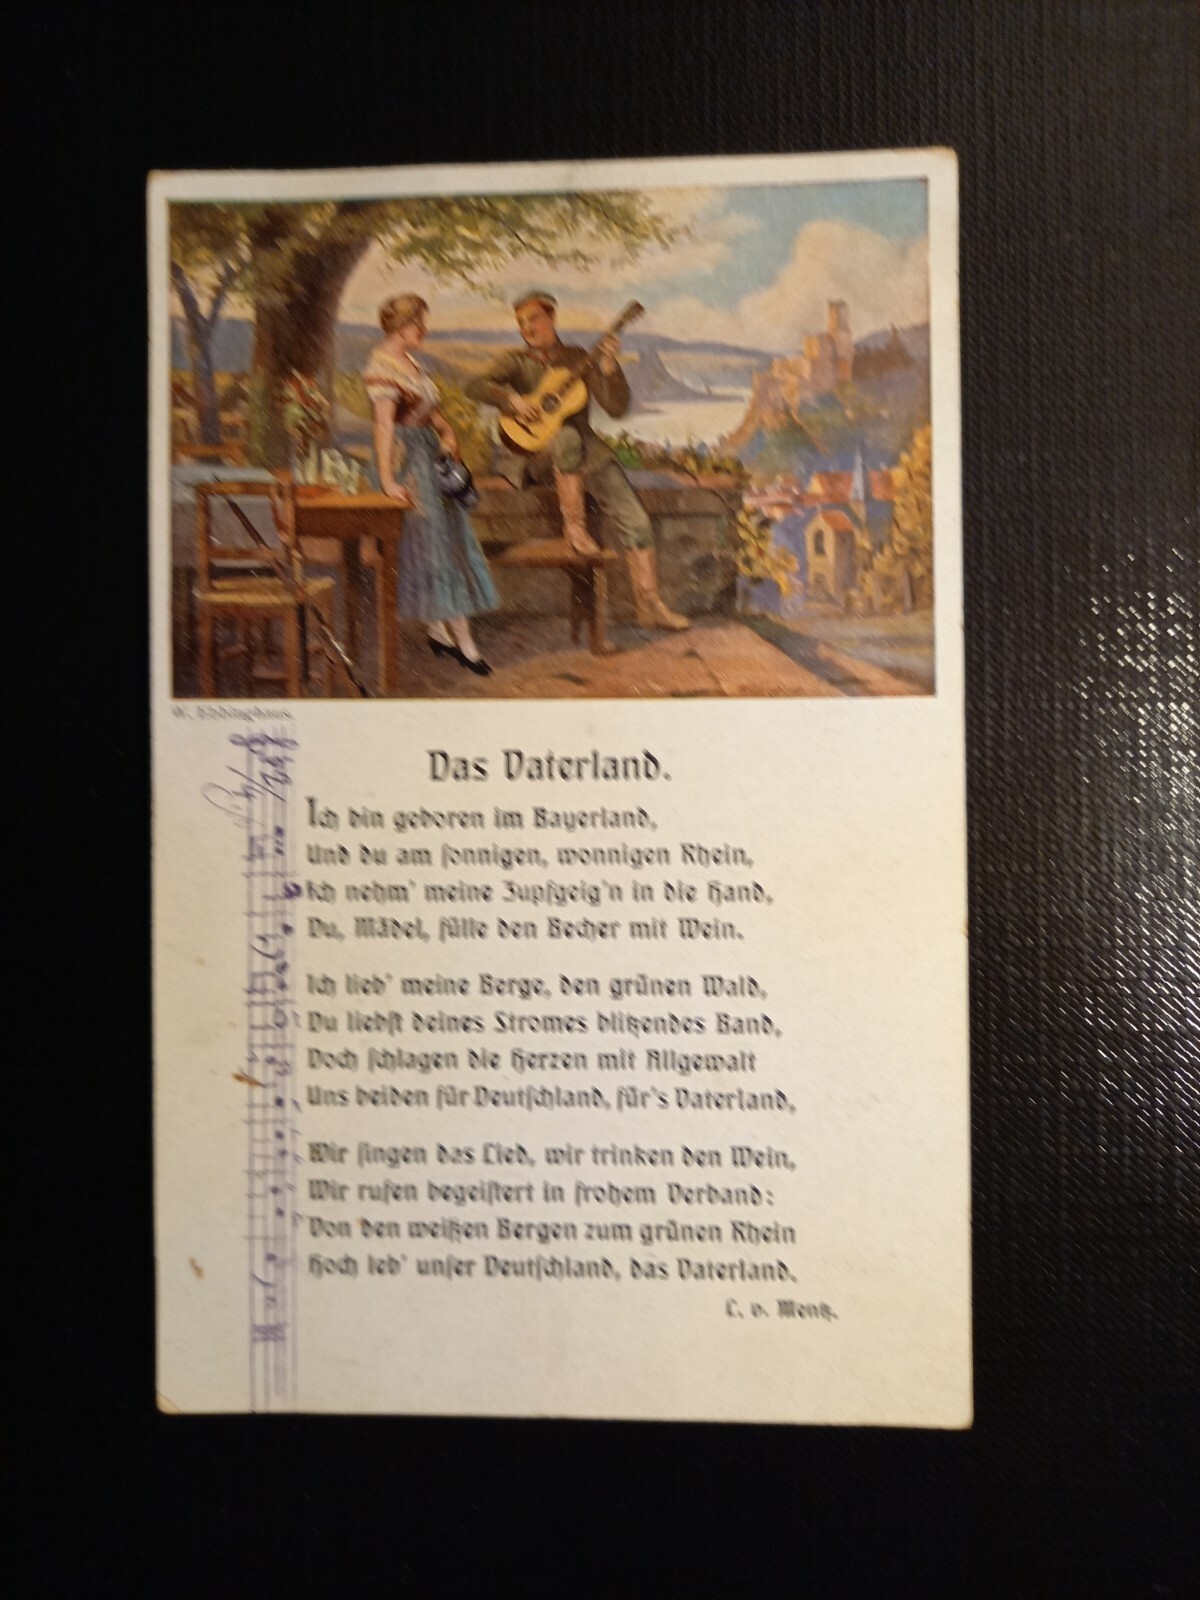 W. Ebbinghaus.
Das Vaterland.
Ich bin geboren im Bayerland,
Und du am sonnigen, wonnigen Rhein,
Ich nehm' meine Zupfgeig'n in die Hand,
Du, Mädel, fülle den Becher mit Wein.
Ich lieb' meine Berge, den grünen Wald,
Du liebst deines Stromes blitzendes Band,
Doch schlagen die Herzen mit Allgewalt
Uns beiden für Deutschland, für's Vaterland,
Wir singen das Lied, wir trinken den Wein,
Wir rufen begeistert in frohem Verband:
Von den weißen Bergen zum grünen Rhein
Hoch leb' unser Deutschland, das Vaterland.
L. v. Mentz.